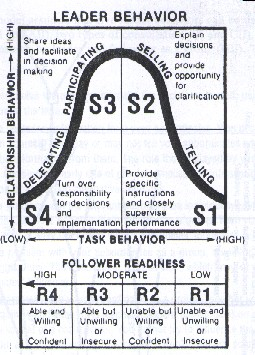 LEADER BEHAVIOR
(HIGH)
RELATIONSHIP BEHAVIOR
Share ideas
and facilitate
in decision
making
Explain
decisions
and
provide
opportunity
for
clarification
PARTICIPATING
SELLING
S3 S2
DELEGATING
TELLING
Turn over
responsibility
for decisions
and
implementation
Provide
specific
instructions
and closely
supervise
performance
S4
S1
(LOW) TASK BEHAVIOR (HIGH)
FOLLOWER READINESS
HIGH MODERATE LOW
R4 R3 R2 R1
Able and
Willing
or
Confident
Able but
Unwilling
or
Insecure
Unable but
Willing
or
Confident
Unable and
Unwilling
or
Insecure